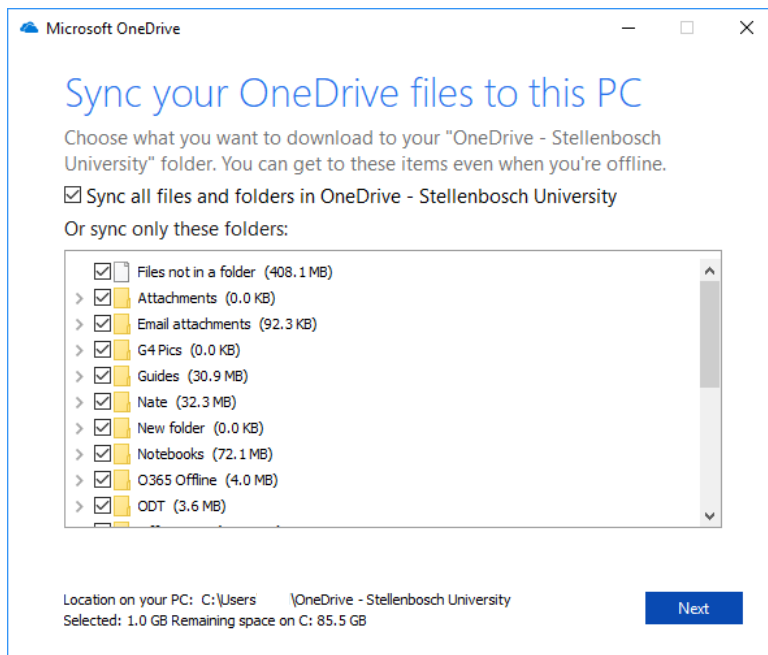 Microsoft OneDrive
Sync your OneDrive files to this PC
Choose what you want to download to your "OneDrive - Stellenbosch
University" folder. You can get to these items even when you're offline.
Sync all files and folders in OneDrive - Stellenbosch University
Or sync only these folders:
Files not in a folder (408.1 MB)
Attachments (0.0 KB)
Email attachments (92.3 KB)
G4 Pics (0.0 KB)
Guides (30.9 MB)
Nate (32.3 MB)
New folder (0.0 KB)
Notebooks (72.1 MB)
O365 Offline (4.0 MB)
ODT (3.6 MB)
Location on your PC: C:\Users \OneDrive - Stellenbosch University
Selected: 1.0 GB Remaining space on C: 85.5 GB
Next